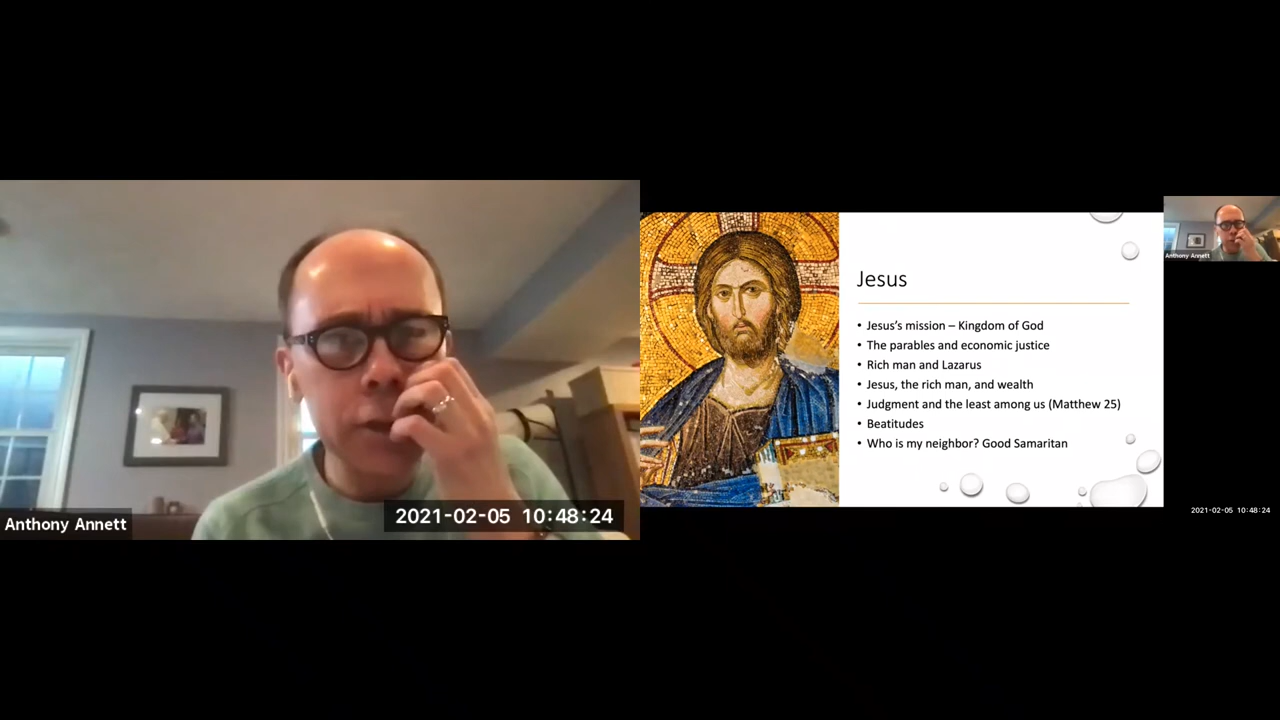 Anthony Annett
2021-02-05 10:48:24
Jesus
• Jesus's mission – Kingdom of God
• The parables and economic justice
• Rich man and Lazarus
• Jesus, the rich man, and wealth
• Judgment and the least among us (Matthew 25)
• Beatitudes
• Who is my neighbor? Good Samaritan
Anthony Annett
2021-02-05 10:48:24